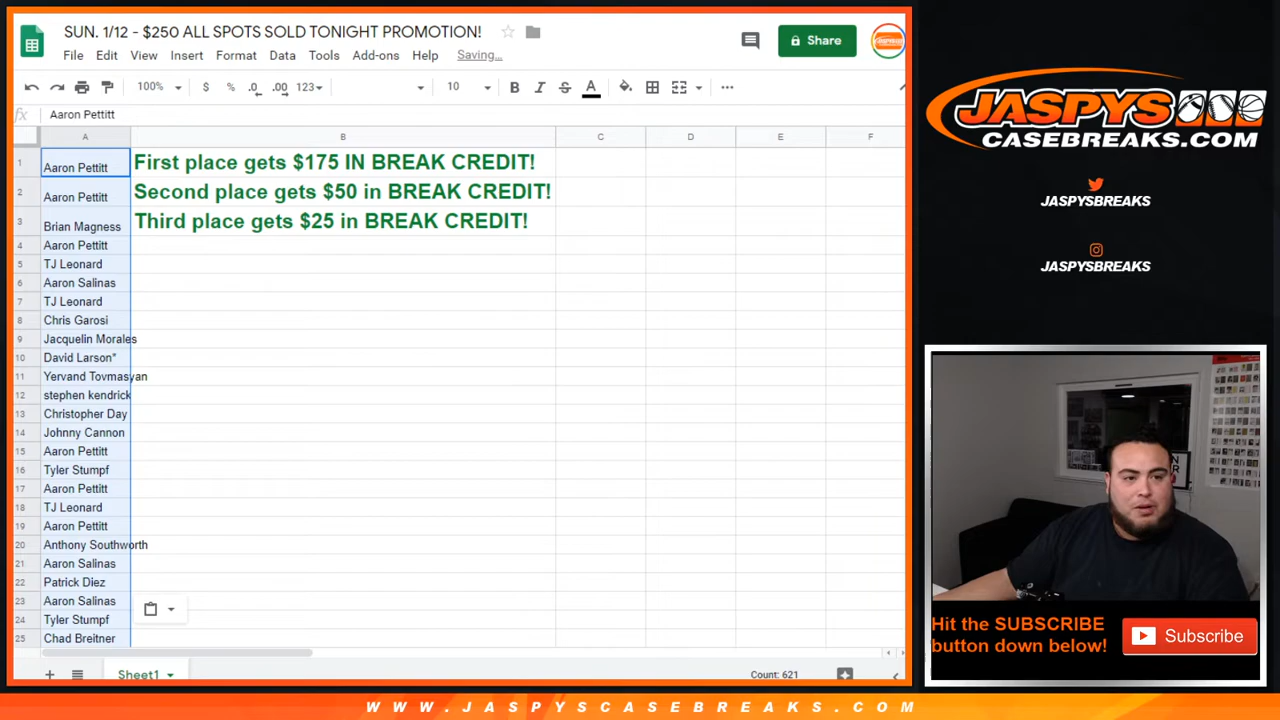 SUN. 1/12 - $250 ALL SPOTS SOLD TONIGHT PROMOTION!
File Edit View Insert Format Data Tools Add-ons Help Saving...
Share
100% $ % .0 .00 123 10 B I S A
fx Aaron Pettitt
A B C D E F
1 Aaron Pettitt First place gets $175 IN BREAK CREDIT!
2 Aaron Pettitt Second place gets $50 in BREAK CREDIT!
3 Brian Magness Third place gets $25 in BREAK CREDIT!
4 Aaron Pettitt
5 TJ Leonard
6 Aaron Salinas
7 TJ Leonard
8 Chris Garosi
9 Jacquelin Morales
10 David Larson*
11 Yervand Tovmasyan
12 stephen kendrick
13 Christopher Day
14 Johnny Cannon
15 Aaron Pettitt
16 Tyler Stumpf
17 Aaron Pettitt
18 TJ Leonard
19 Aaron Pettitt
20 Anthony Southworth
21 Aaron Salinas
22 Patrick Diez
23 Aaron Salinas
24 Tyler Stumpf
25 Chad Breitner
Sheet1
Count: 621
JASPYS
CASEBREAKS.COM
JASPYSBREAKS
JASPYSBREAKS
Hit the SUBSCRIBE
button down below!
Subscribe
WWW.JASPYSCASEBREAKS.COM